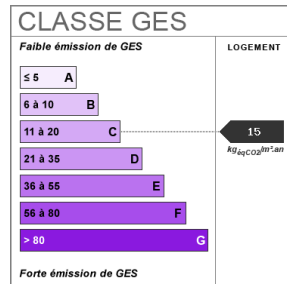 CLASSE GES
Faible émission de GES
LOGEMENT
≤ 5 A
6 à 10 B
11 à 20 C
15
kgéqCO2/m².an
21 à 35 D
36 à 55 E
56 à 80 F
> 80 G
Forte émission de GES